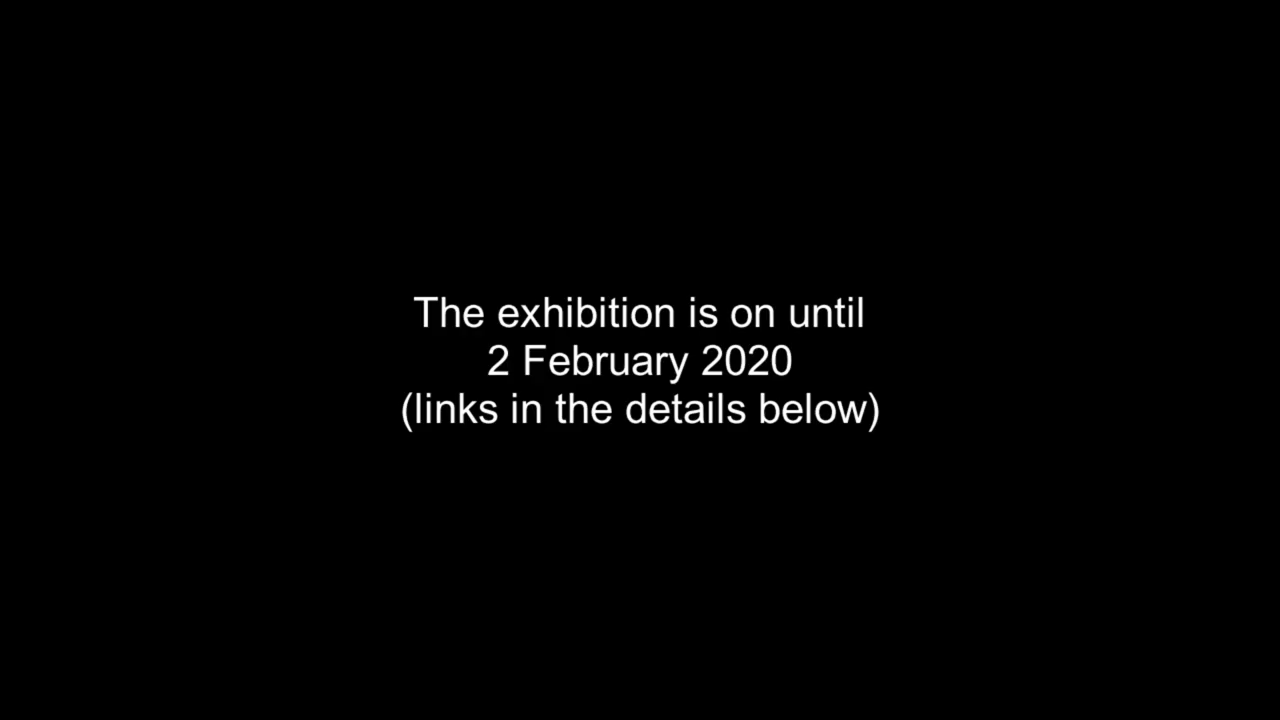 The exhibition is on until
2 February 2020
(links in the details below)